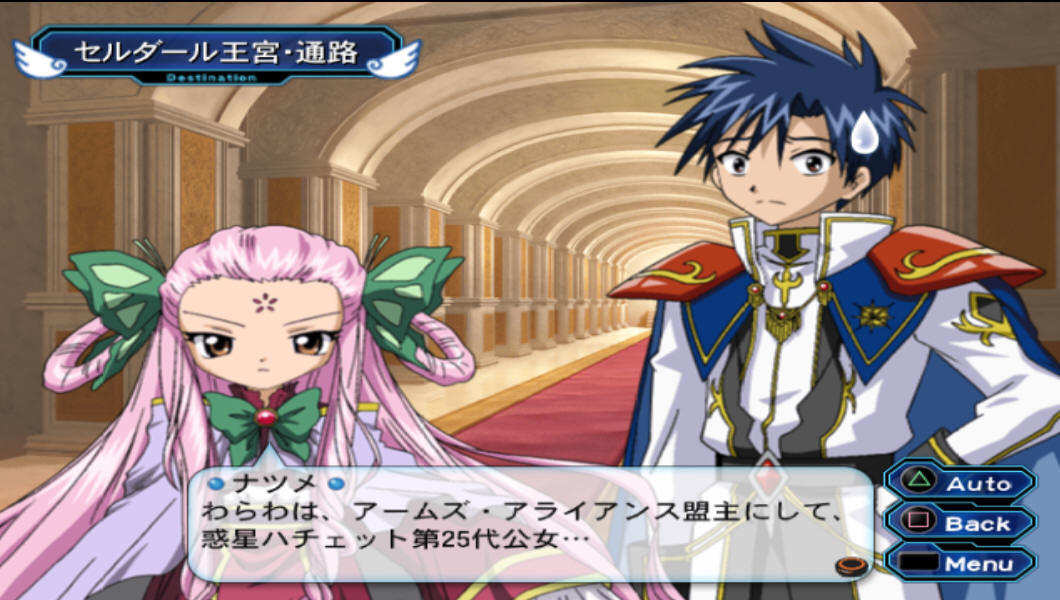 セルダール王宮・通路
Destination
ナツメ
わらわは、アームズ・アライアンス盟主にして、
惑星ハチェット第25代公女…
Auto
Back
Menu